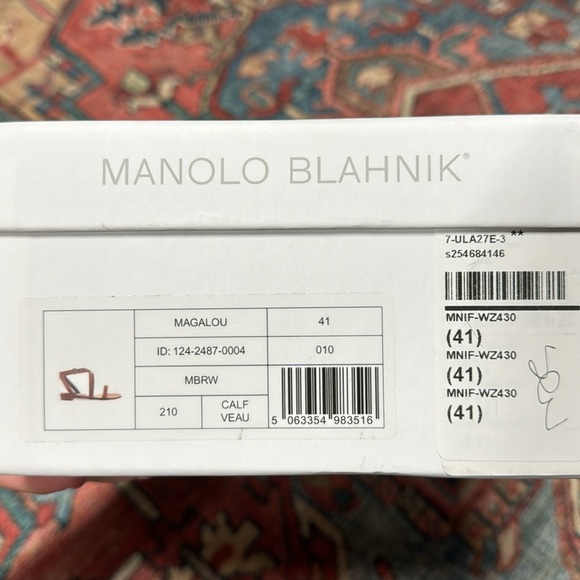 MANOLO BLAHNIK®
7-ULA27E-3 **
s254684146
MNIF-WZ430
(41)
MNIF-WZ430
(41)
MNIF-WZ430
(41)
MAGALOU 41
ID: 124-2487-0004 010
MBRW
210 CALF
VEAU
5 063354 983516